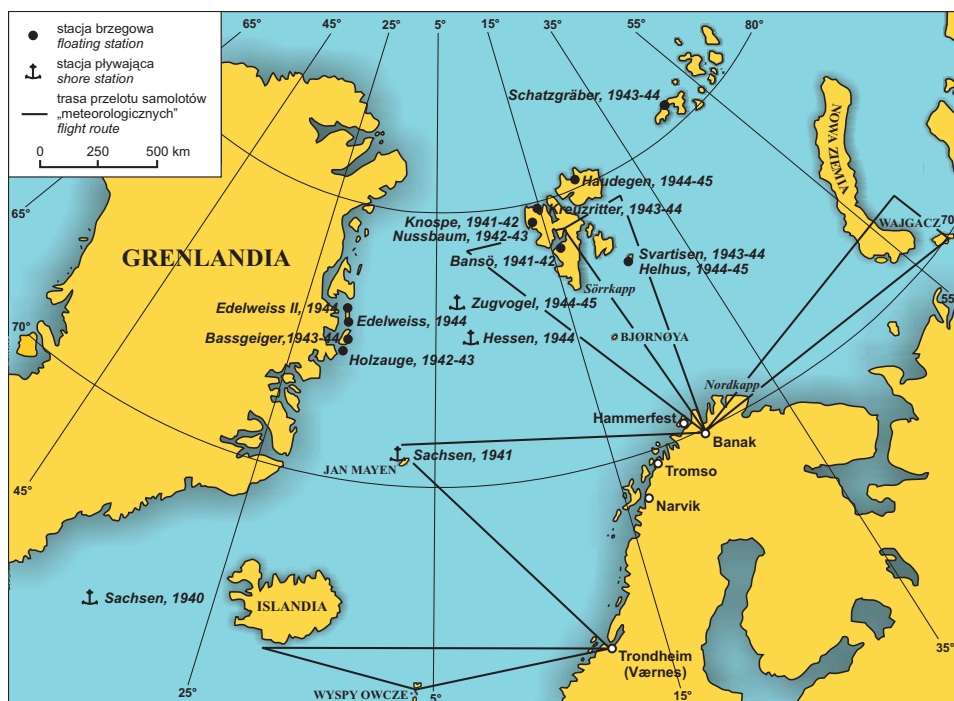 stacja brzegowa
floating station
stacja pływająca
shore station
trasa przelotu samolotów
„meteorologicznych”
flight route
0 250 500 km
65° 45° 25° 5° 15° 35° 55° 80°
Schatzgräber, 1943-44
NOWA ZIEMIA
Haudegen, 1944-45
65°
Kreuzritter, 1943-44
Knospe, 1941-42
Nussbaum, 1942-43
WAJGACZ
70°
GRENLANDIA
Bansö, 1941-42
Svartisen, 1943-44
Helhus, 1944-45
Sörrkapp
55°
Edelweiss II, 1944
Zugvogel, 1944-45
Edelweiss, 1944
70°
Bassgeiger,1943-44
Hessen, 1944
BJØRNØYA
Holzauge, 1942-43
Nordkapp
Hammerfest
Banak
Sachsen, 1941
JAN MAYEN
Tromso
45°
Narvik
Sachsen, 1940
ISLANDIA
35°
Trondheim
(Værnes)
25°
WYSPY OWCZE
5°
15°